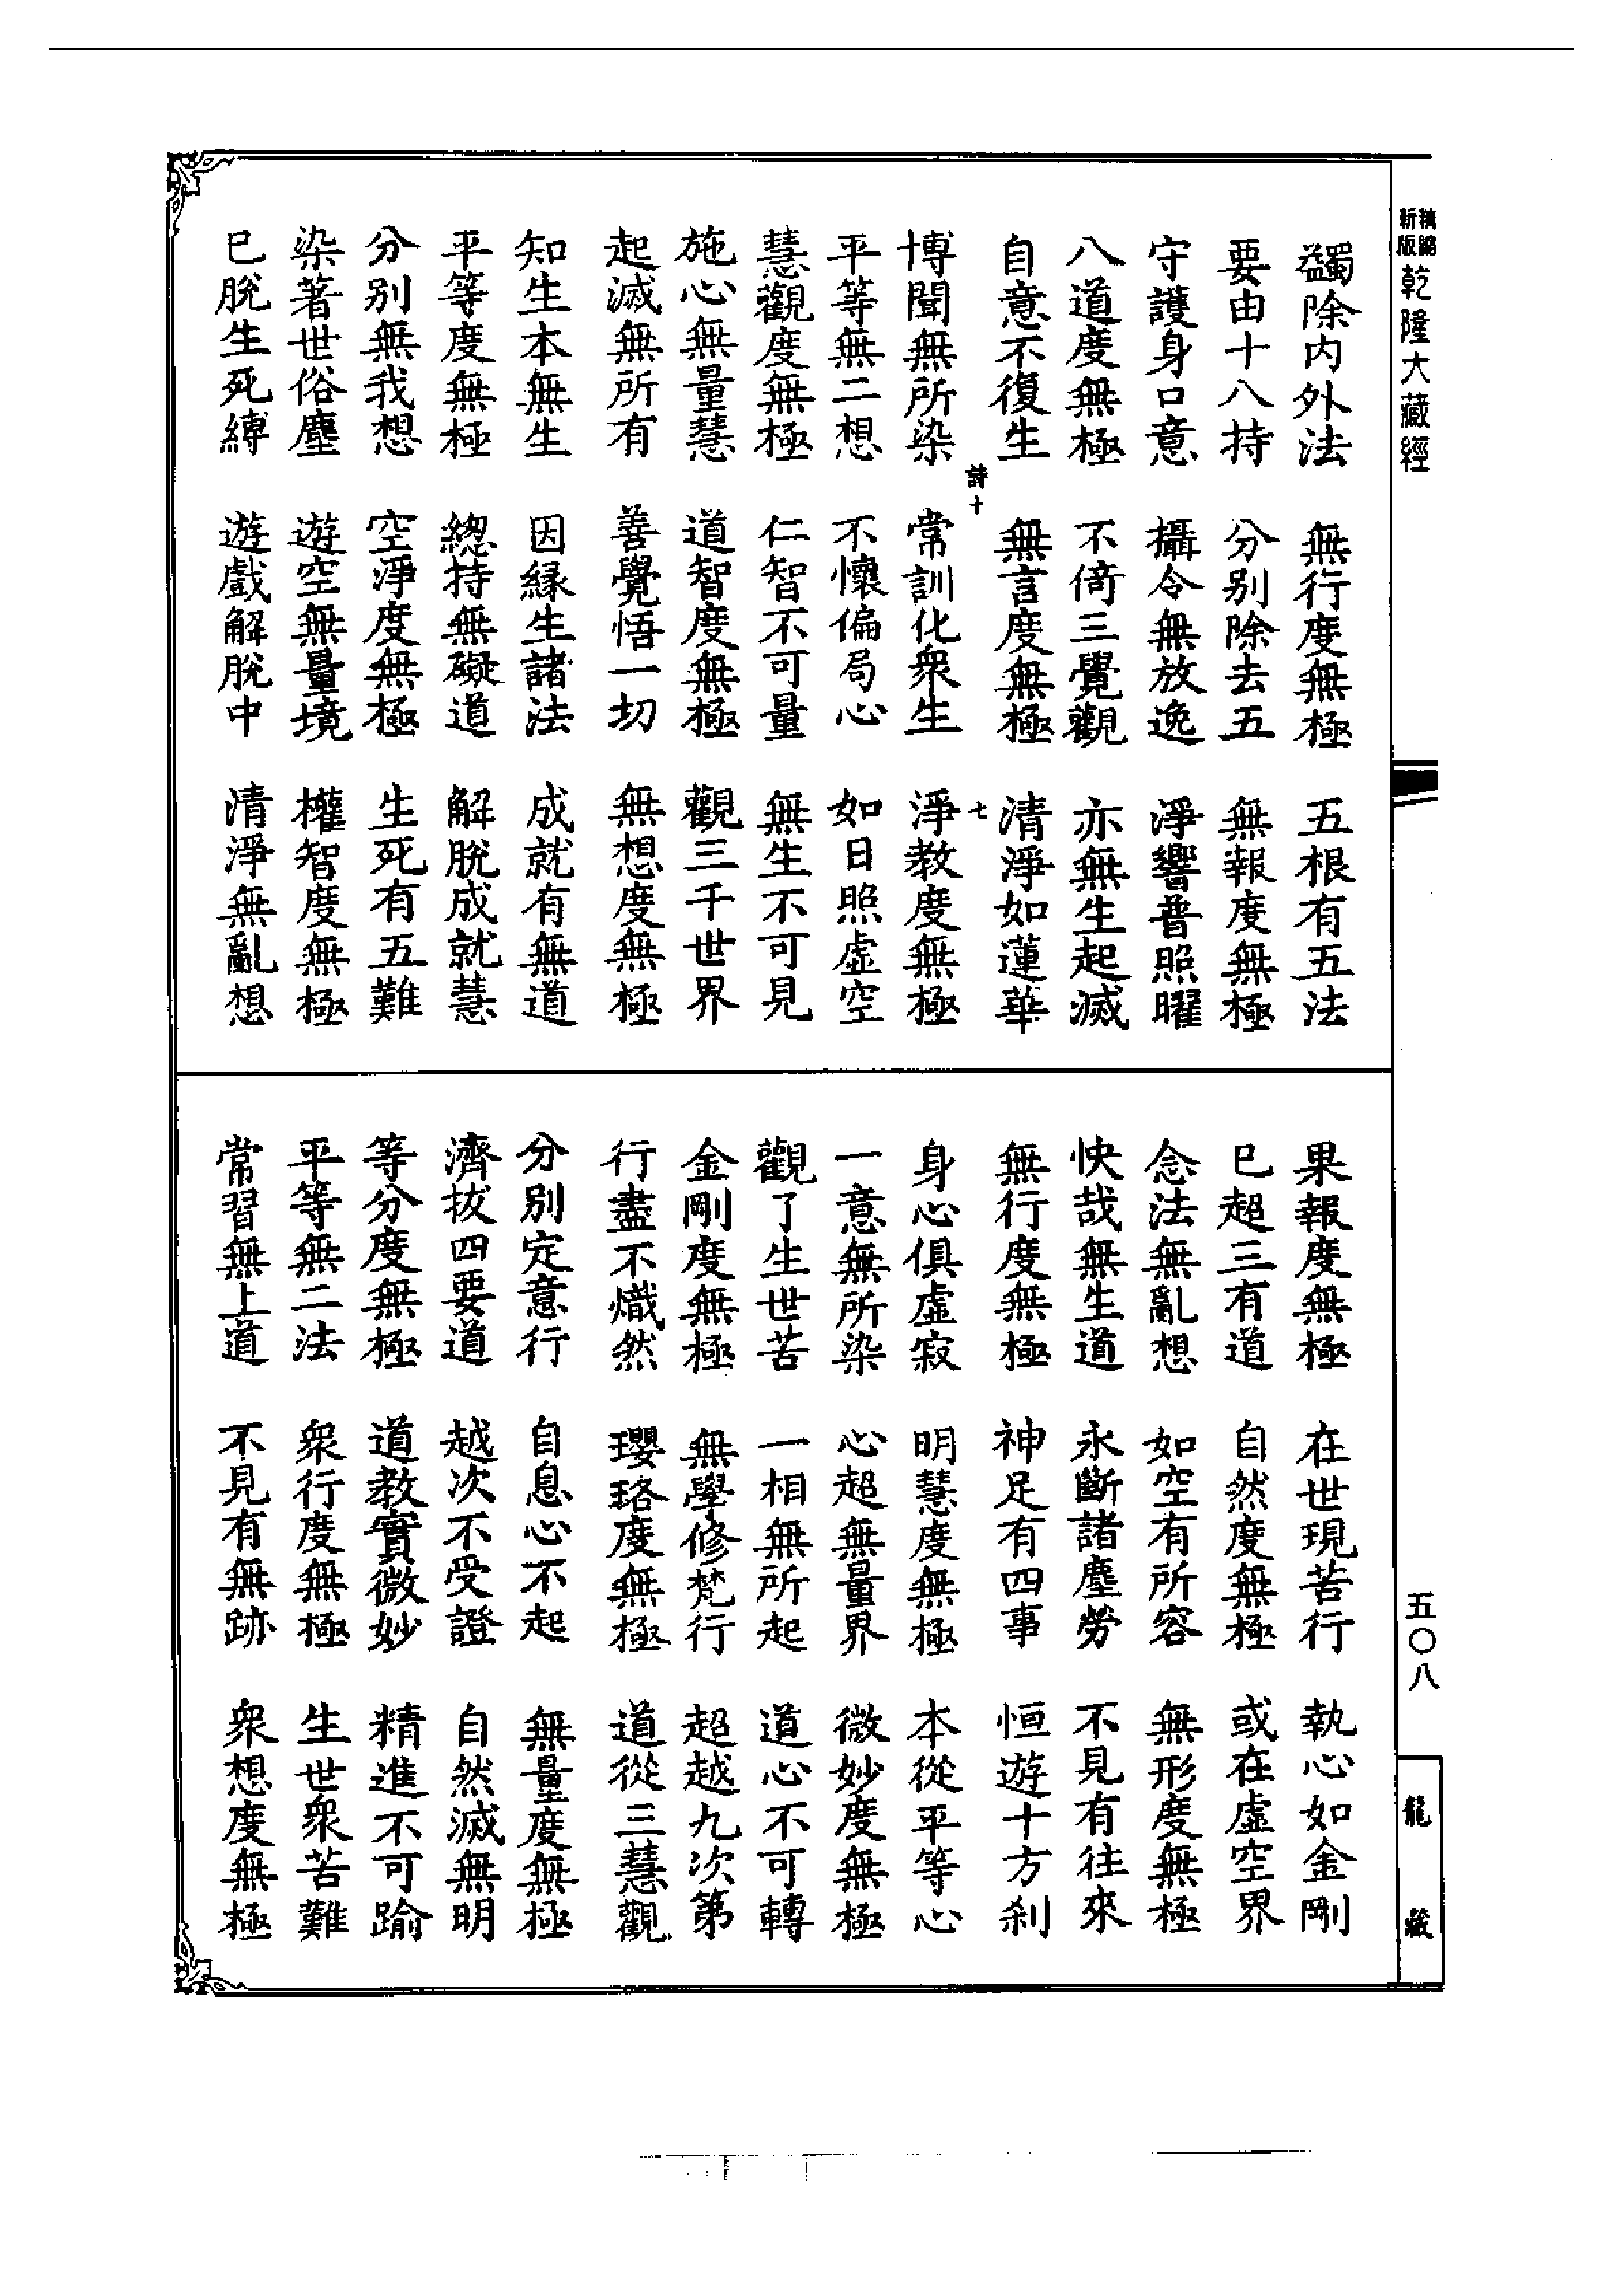 精編
新版
乾隆大藏經
蠲除內外法　無行度無極　五根有五法
要由十八持　分別除去五　無報度無極
守護身口意　攝令無放逸　淨響普照曜
八道度無極　不倚三覺觀　亦無生起滅
自意不復生　無言度無極　清淨如蓮華
詩十　七
博聞無所染　常訓化衆生　淨教度無極
平等無二想　不懷偏局心　如日照虛空
慧觀度無極　仁智不可量　無生不可見
施心無量慧　道智度無極　觀三千世界
起滅無所有　善覺悟一切　無想度無極
知生本無生　因緣生諸法　成就有無道
平等度無極　總持無礙道　解脫成就慧
分別無我想　空淨度無極　生死有五難
染著世俗塵　遊空無量境　權智度無極
已脫生死縛　遊戲解脫中　清淨無亂想
果報度無極　在世現苦行　執心如金剛
已超三有道　自然度無極　或在虛空界
念法無亂想　如空有所容　無形度無極
快哉無生道　永斷諸塵勞　不見有往來
無行度無極　神足有四事　恒遊十方刹
身心俱虛寂　明慧度無極　本從平等心
一意無所染　心超無量界　微妙度無極
觀了生世苦　一相無所起　道心不可轉
金剛度無極　無學修梵行　超越九次第
行盡不熾然　瓔珞度無極　道從三慧觀
分別定意行　自息心不起　無量度無極
濟拔四要道　越次不受證　自然滅無明
等分度無極　道教實微妙　精進不可踰
平等無二法　衆行度無極　生世衆苦難
常習無上道　不見有無跡　衆想度無極
五〇八
龍藏